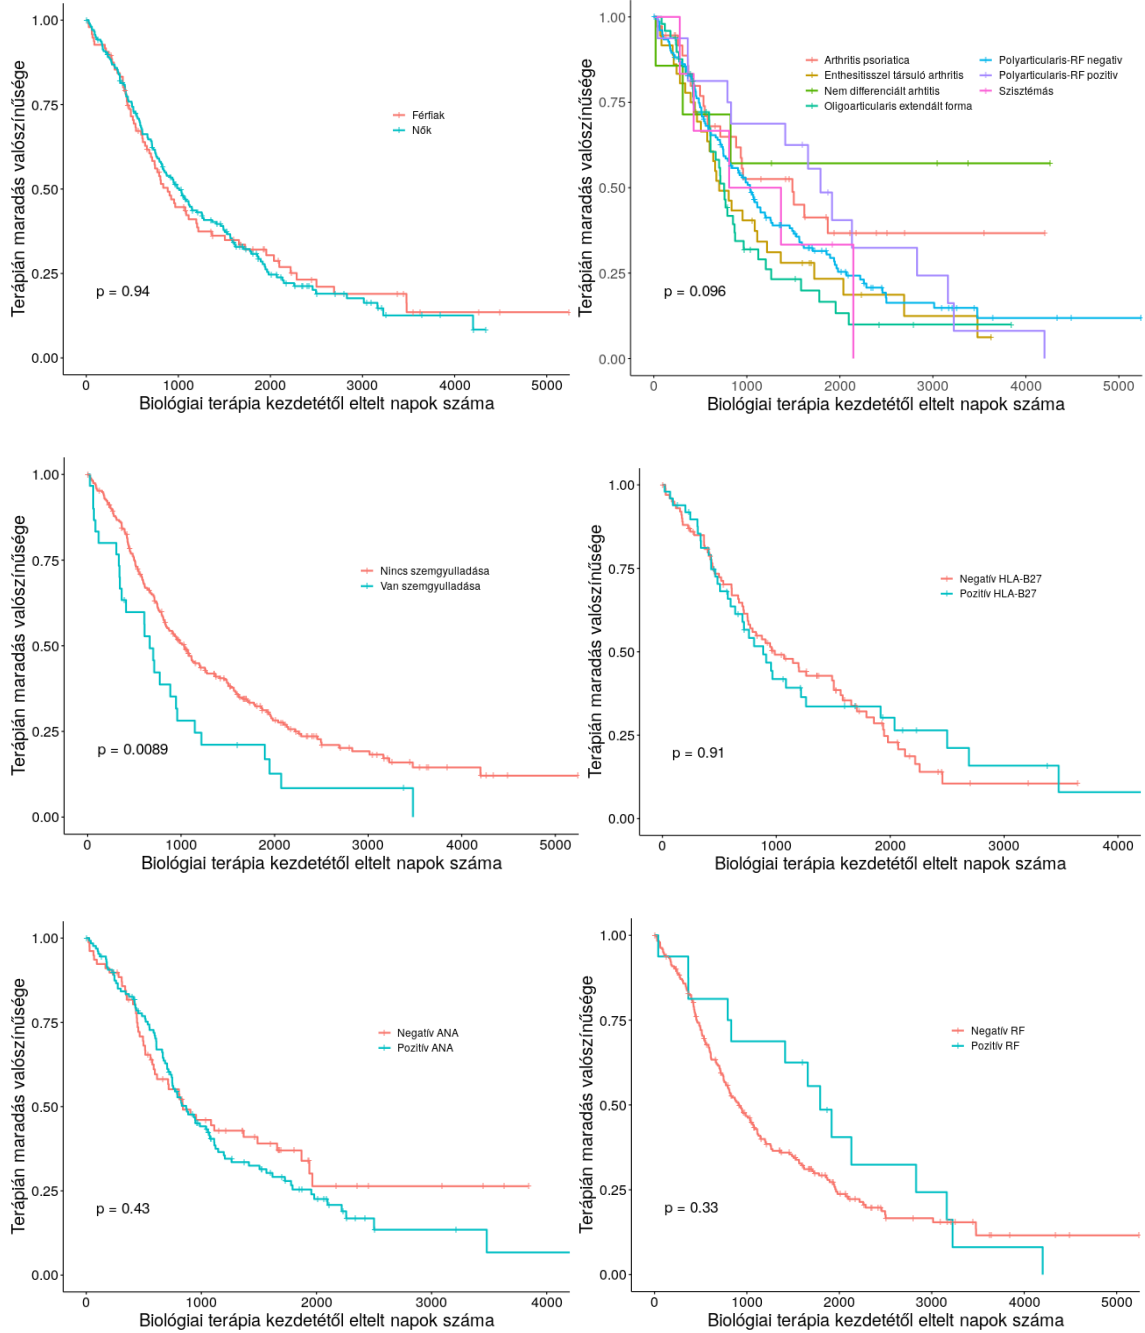 Terápián maradás valószínűsége
1.00
0.75
0.50
0.25
0.00
Férfiak
Nők
p = 0.94
0
1000
2000
3000
4000
5000
Biológiai terápia kezdetétől eltelt napok száma
Terápián maradás valószínűsége
1.00
0.75
0.50
0.25
0.00
Arthritis psoriatica
Enthesitisszel társuló arthritis
Nem differenciált arhtitis
Oligoarticularis extendált forma
Polyarticularis-RF negativ
Polyarticularis-RF pozitiv
Szisztémás
p = 0.096
0
1000
2000
3000
4000
5000
Biológiai terápia kezdetétől eltelt napok száma
Terápián maradás valószínűsége
1.00
0.75
0.50
0.25
0.00
Nincs szemgyulladása
Van szemgyulladása
p = 0.0089
0
1000
2000
3000
4000
5000
Biológiai terápia kezdetétől eltelt napok száma
Terápián maradás valószínűsége
1.00
0.75
0.50
0.25
0.00
Negatív HLA-B27
Pozitív HLA-B27
p = 0.91
0
1000
2000
3000
4000
Biológiai terápia kezdetétől eltelt napok száma
Terápián maradás valószínűsége
1.00
0.75
0.50
0.25
0.00
Negatív ANA
Pozitív ANA
p = 0.43
0
1000
2000
3000
4000
Biológiai terápia kezdetétől eltelt napok száma
Terápián maradás valószínűsége
1.00
0.75
0.50
0.25
0.00
Negatív RF
Pozitív RF
p = 0.33
0
1000
2000
3000
4000
5000
Biológiai terápia kezdetétől eltelt napok száma